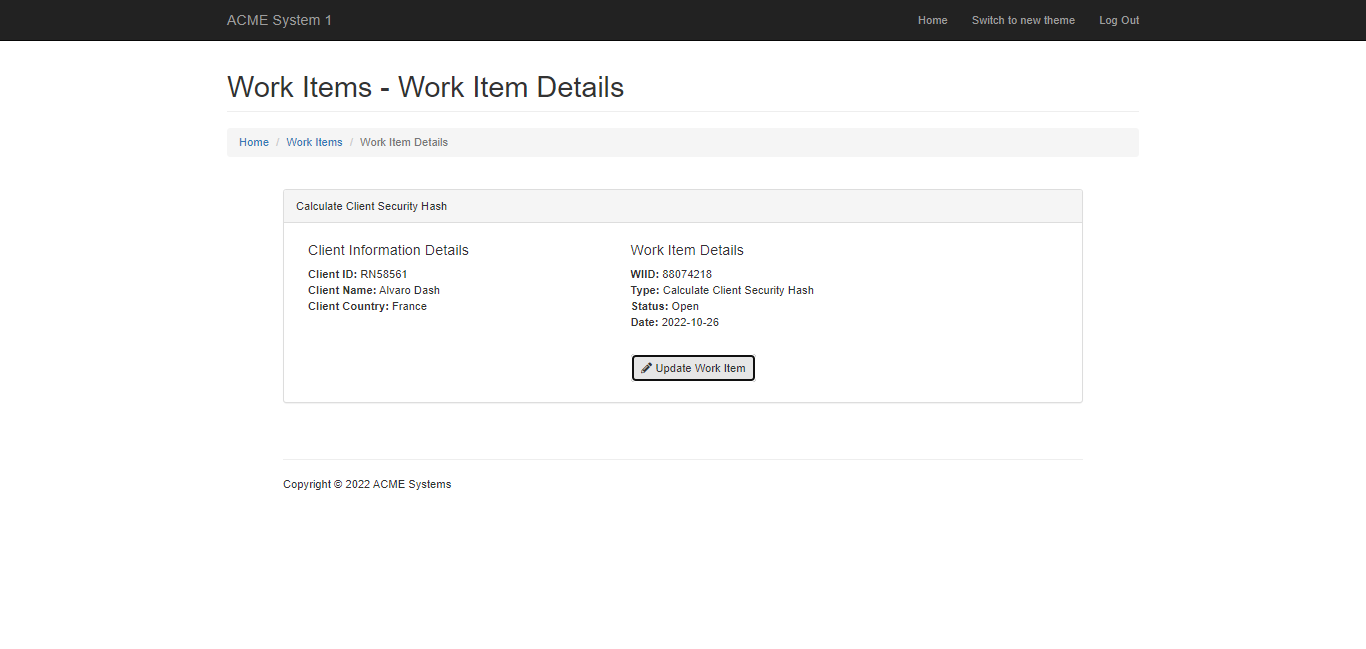 ACME System 1
Home
Switch to new theme
Log Out
Work Items - Work Item Details
Home / Work Items / Work Item Details
Calculate Client Security Hash
Client Information Details
Client ID: RN58561
Client Name: Alvaro Dash
Client Country: France
Work Item Details
WIID: 88074218
Type: Calculate Client Security Hash
Status: Open
Date: 2022-10-26
Update Work Item
Copyright © 2022 ACME Systems